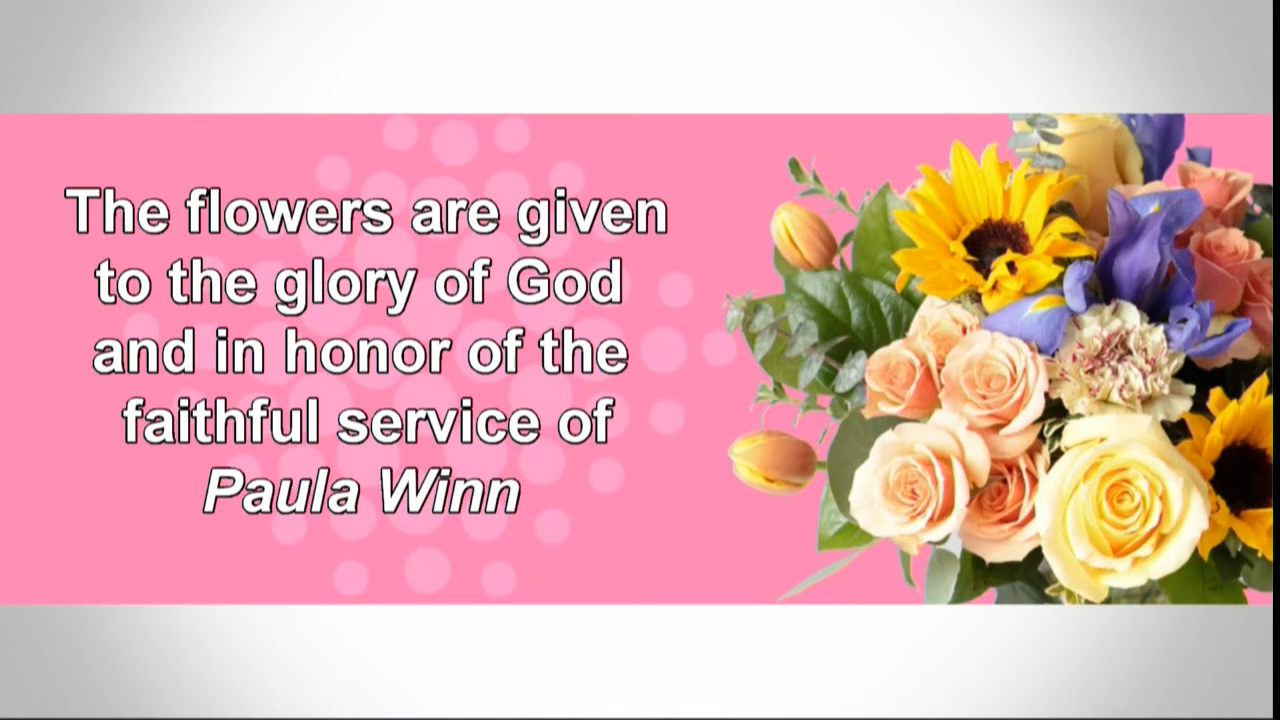 The flowers are given
to the glory of God
and in honor of the
faithful service of
Paula Winn